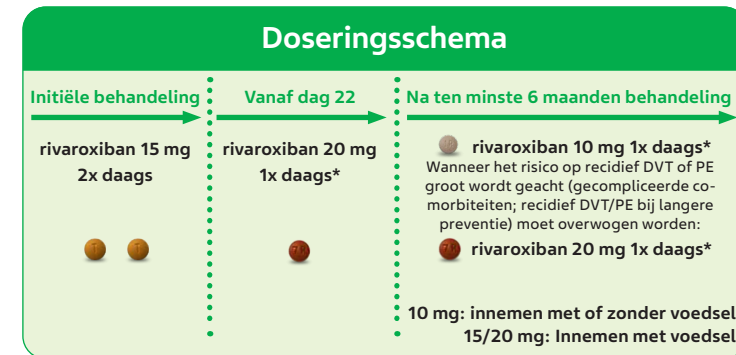 Doseringsschema
Initiële behandeling
rivaroxiban 15 mg
2x daags
Vanaf dag 22
rivaroxiban 20 mg
1x daags*
Na ten minste 6 maanden behandeling
rivaroxiban 10 mg 1x daags*
Wanneer het risico op recidief DVT of PE
groot wordt geacht (gecompliceerde co-
morbiteiten; recidief DVT/PE bij langere
preventie) moet overwogen worden:
rivaroxiban 20 mg 1x daags*
10 mg: innemen met of zonder voedsel
15/20 mg: Innemen met voedsel